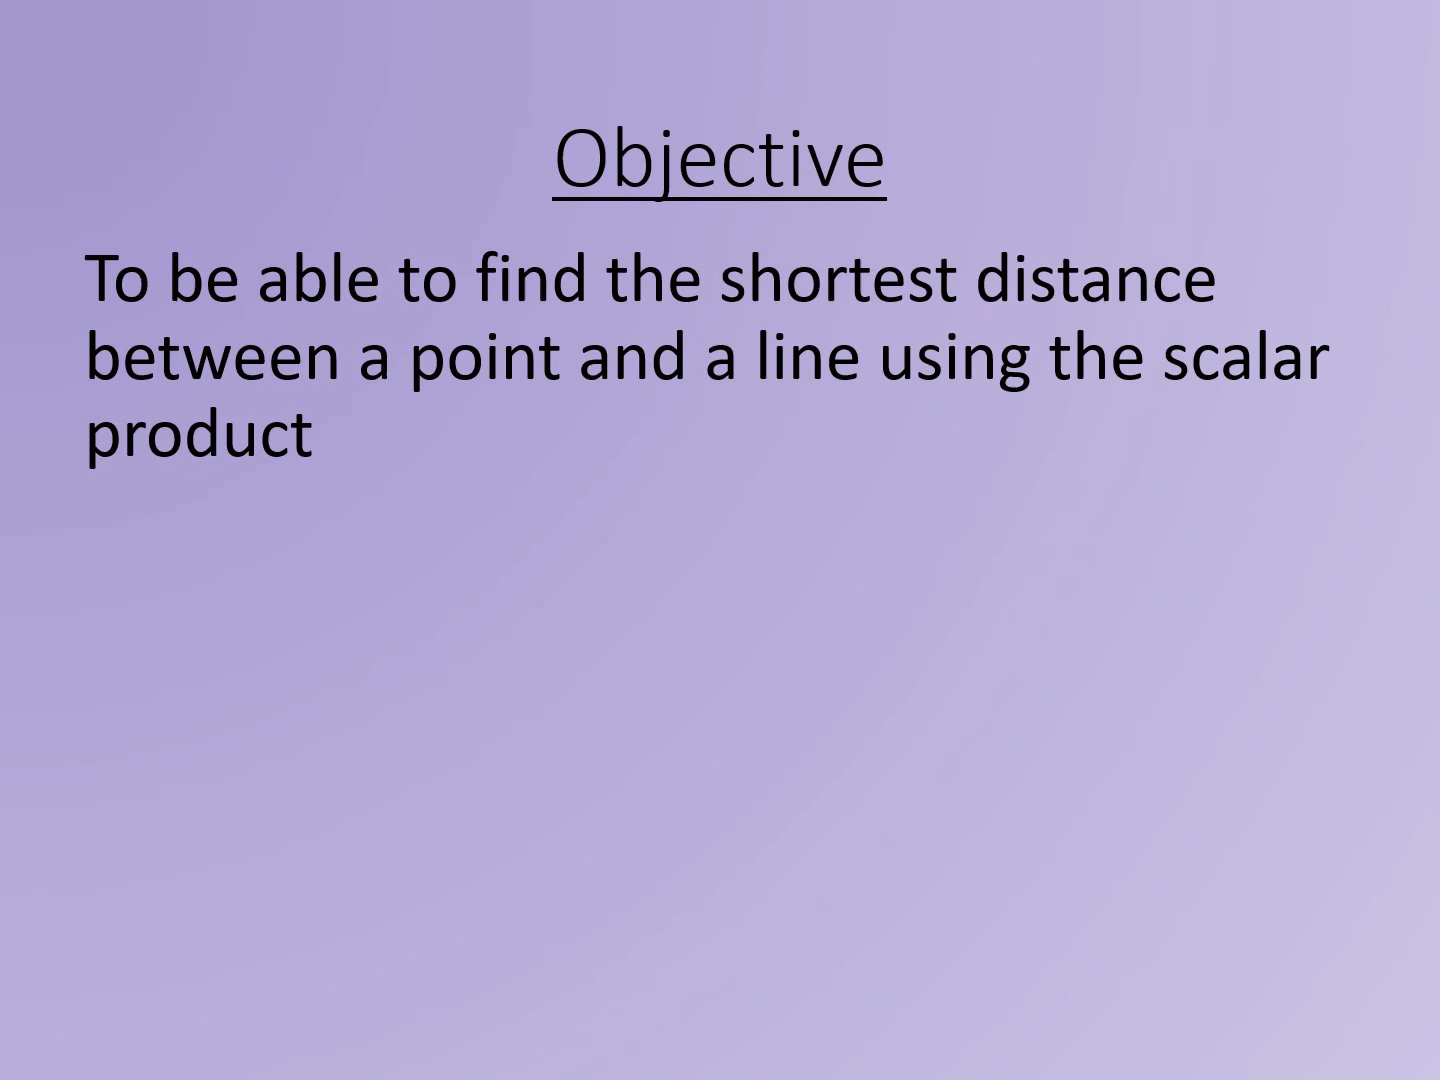 Objective
To be able to find the shortest distance
between a point and a line using the scalar
product